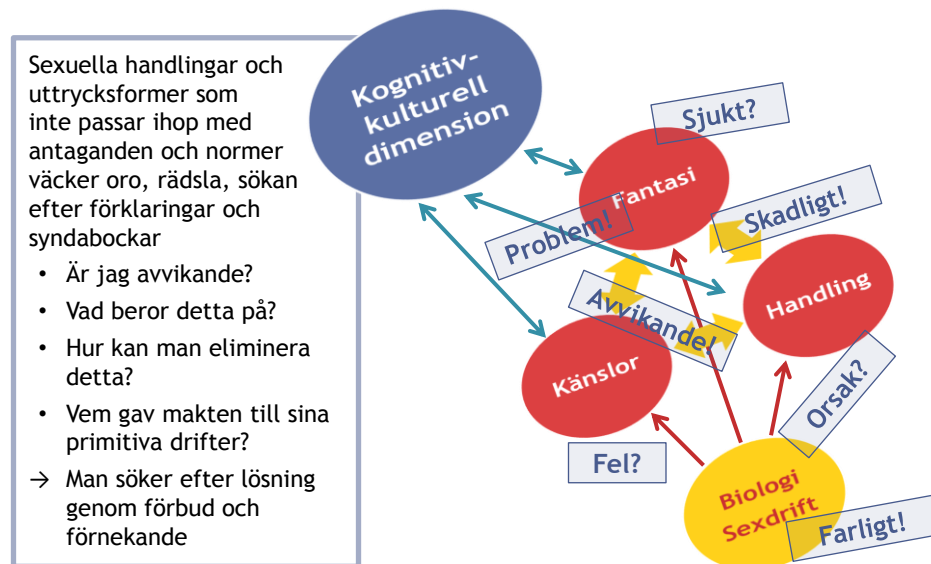 Sexuella handlingar och
uttrycksformer som
inte passar ihop med
antaganden och normer
väcker oro, rädsla, sökan
efter förklaringar och
syndabockar
• Är jag avvikande?
• Vad beror detta på?
• Hur kan man eliminera
detta?
• Vem gav makten till sina
primitiva drifter?
→ Man söker efter lösning
genom förbud och
förnekande
Kognitiv-
kulturell
dimension
Sjukt?
Fantasi
Skadligt!
Problem!
Handling
Avvikande!
Känslor
Orsak?
Fel?
Biologi
Sexdrift
Farligt!